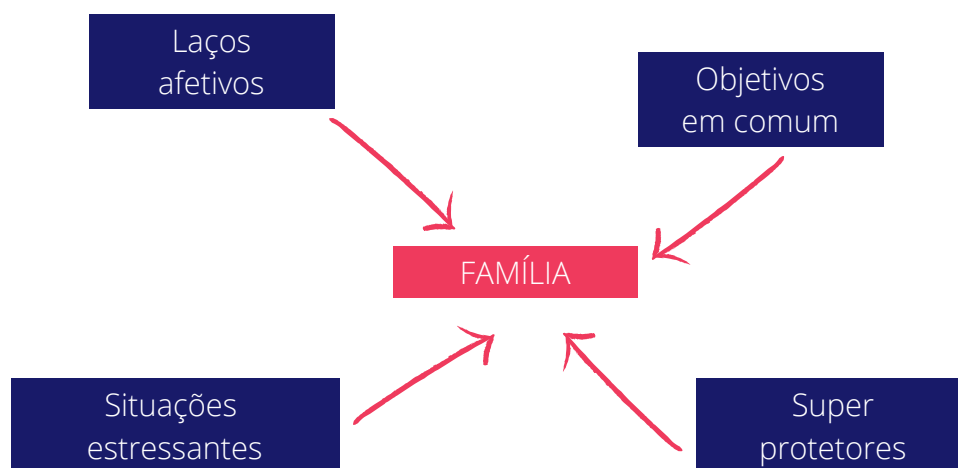 Laços
afetivos
Objetivos
em comum
FAMÍLIA
Situações
estressantes
Super
protetores